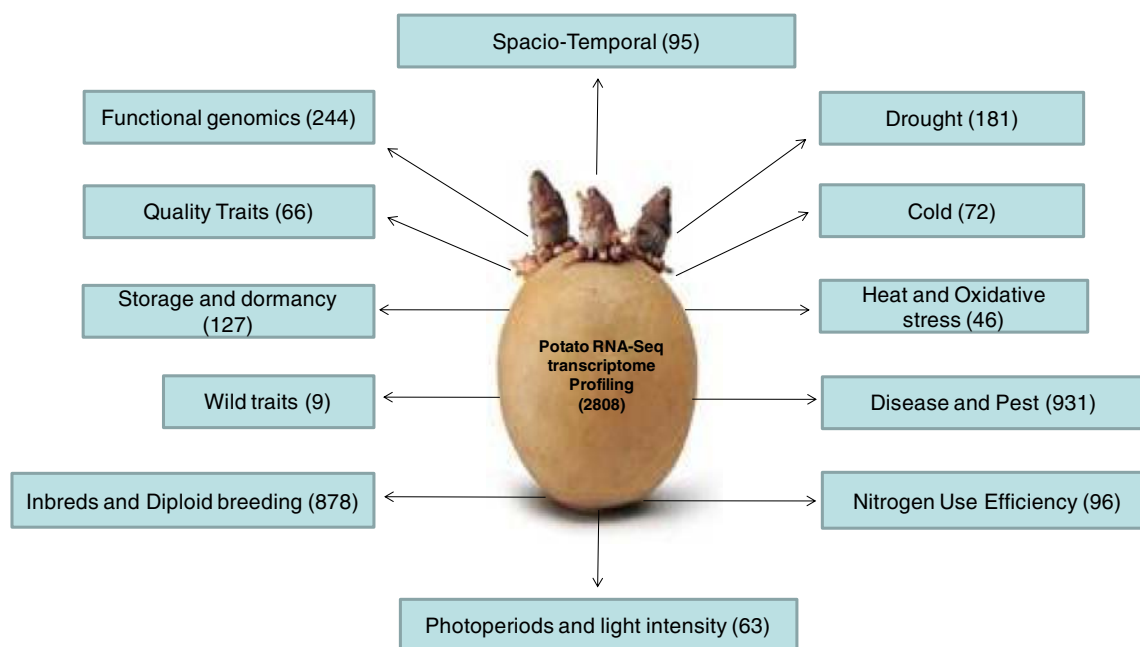 Spacio-Temporal (95)
Functional genomics (244)
Drought (181)
Quality Traits (66)
Cold (72)
Storage and dormancy
(127)
Heat and Oxidative
stress (46)
Potato RNA-Seq
transcriptome
Profiling
(2808)
Wild traits (9)
Disease and Pest (931)
Inbreds and Diploid breeding (878)
Nitrogen Use Efficiency (96)
Photoperiods and light intensity (63)